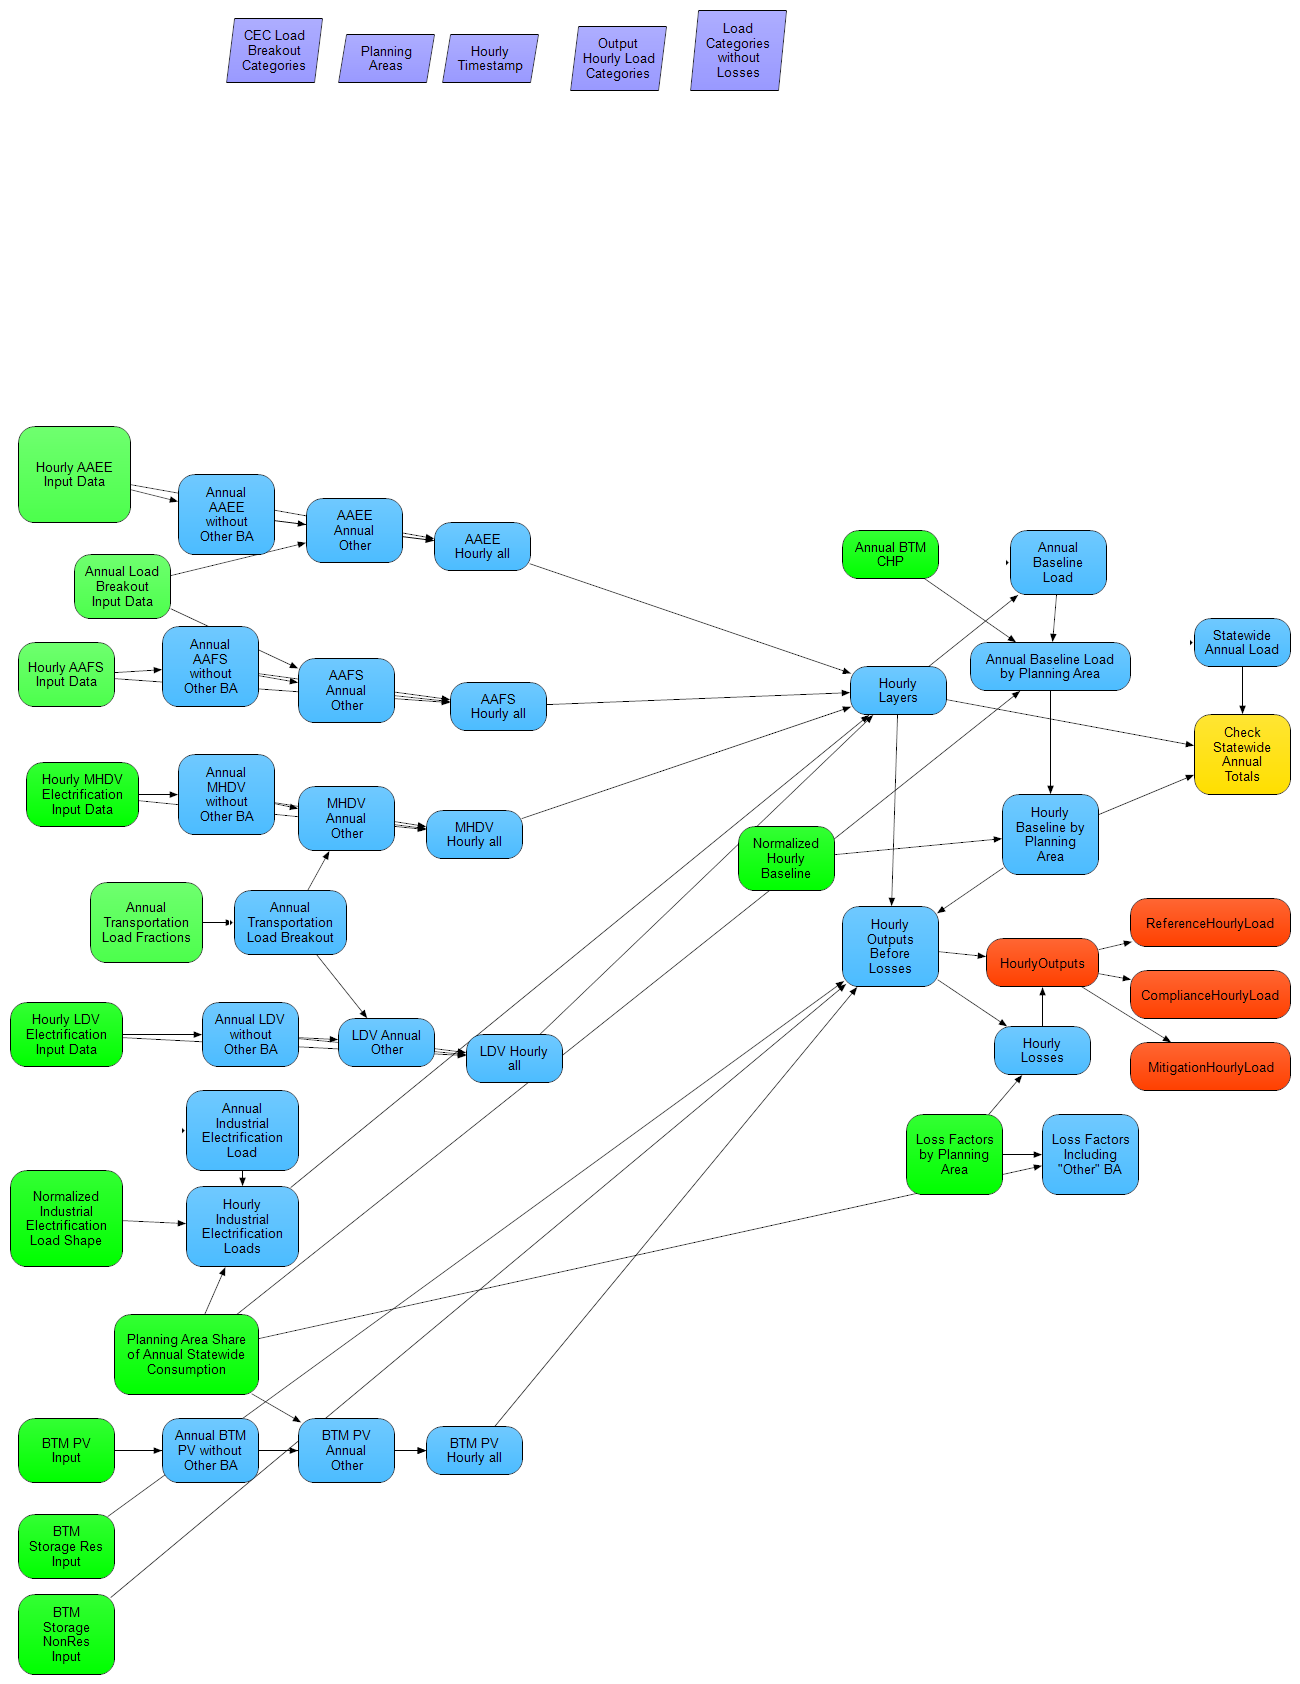 CEC Load
Breakout
Categories
Planning
Areas
Hourly
Timestamp
Output
Hourly Load
Categories
Load
Categories
without
Losses
Hourly AAEE
Input Data
Annual
AAEE
without
Other BA
AAEE
Annual
Other
AAEE
Hourly all
Annual Load
Breakout
Input Data
Hourly AAFS
Input Data
Annual
AAFS
without
Other BA
AAFS
Annual
Other
AAFS
Hourly all
Annual BTM
CHP
Annual
Baseline
Load
Annual Baseline Load
by Planning Area
Statewide
Annual Load
Hourly
Layers
Check
Statewide
Annual
Totals
Hourly MHDV
Electrification
Input Data
Annual
MHDV
without
Other BA
MHDV
Annual
Other
MHDV
Hourly all
Hourly
Baseline by
Planning
Area
Normalized
Hourly
Baseline
Annual
Transportation
Load Fractions
Annual
Transportation
Load Breakout
Hourly
Outputs
Before
Losses
HourlyOutputs
ReferenceHourlyLoad
ComplianceHourlyLoad
MitigationHourlyLoad
Hourly LDV
Electrification
Input Data
Annual LDV
without
Other BA
LDV Annual
Other
LDV Hourly
all
Hourly
Losses
Annual
Industrial
Electrification
Load
Loss Factors
by Planning
Area
Loss Factors
Including
"Other" BA
Normalized
Industrial
Electrification
Load Shape
Hourly
Industrial
Electrification
Loads
Planning Area Share
of Annual Statewide
Consumption
BTM PV
Input
Annual BTM
PV without
Other BA
BTM PV
Annual
Other
BTM PV
Hourly all
BTM
Storage Res
Input
BTM
Storage
NonRes
Input